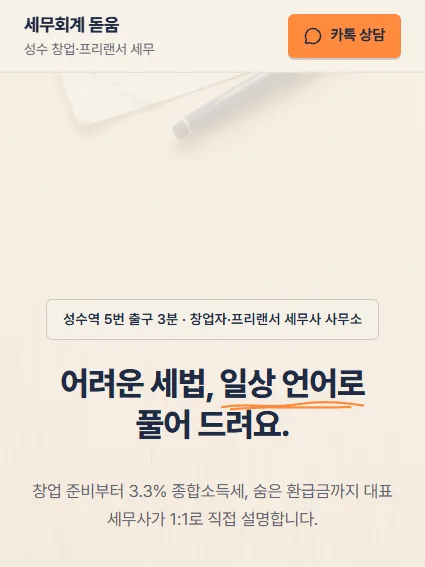 세무회계 돋움
성수 창업·프리랜서 세무
카톡 상담
성수역 5번 출구 3분 · 창업자·프리랜서 세무사 사무소
어려운 세법, 일상 언어로
풀어 드려요.
창업 준비부터 3.3% 종합소득세, 숨은 환급금까지 대표
세무사가 1:1로 직접 설명합니다.